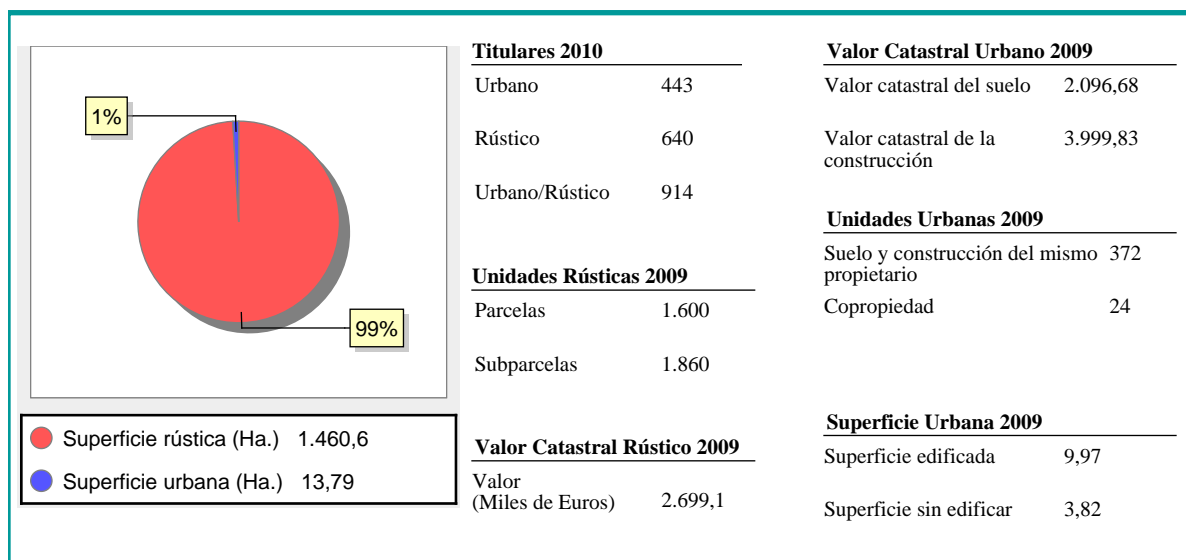 1%
99%
Superficie rústica (Ha.) 1.460,6
Superficie urbana (Ha.) 13,79
Titulares 2010
Urbano 443
Rústico 640
Urbano/Rústico 914
Unidades Rústicas 2009
Parcelas 1.600
Subparcelas 1.860
Valor Catastral Rústico 2009
Valor
(Miles de Euros) 2.699,1
Valor Catastral Urbano 2009
Valor catastral del suelo 2.096,68
Valor catastral de la 3.999,83
construcción
Unidades Urbanas 2009
Suelo y construcción del mismo 372
propietario
Copropiedad 24
Superficie Urbana 2009
Superficie edificada 9,97
Superficie sin edificar 3,82